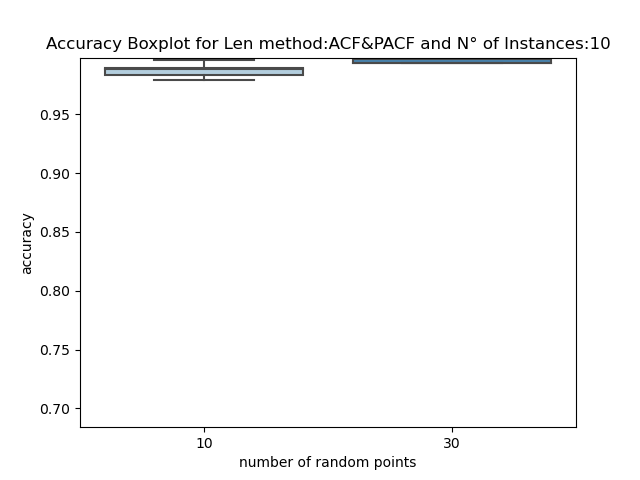 Accuracy Boxplot for Len method:ACF&PACF and N° of Instances:10
0.95
0.90
0.85
0.80
0.75
0.70
accuracy
10 30
number of random points